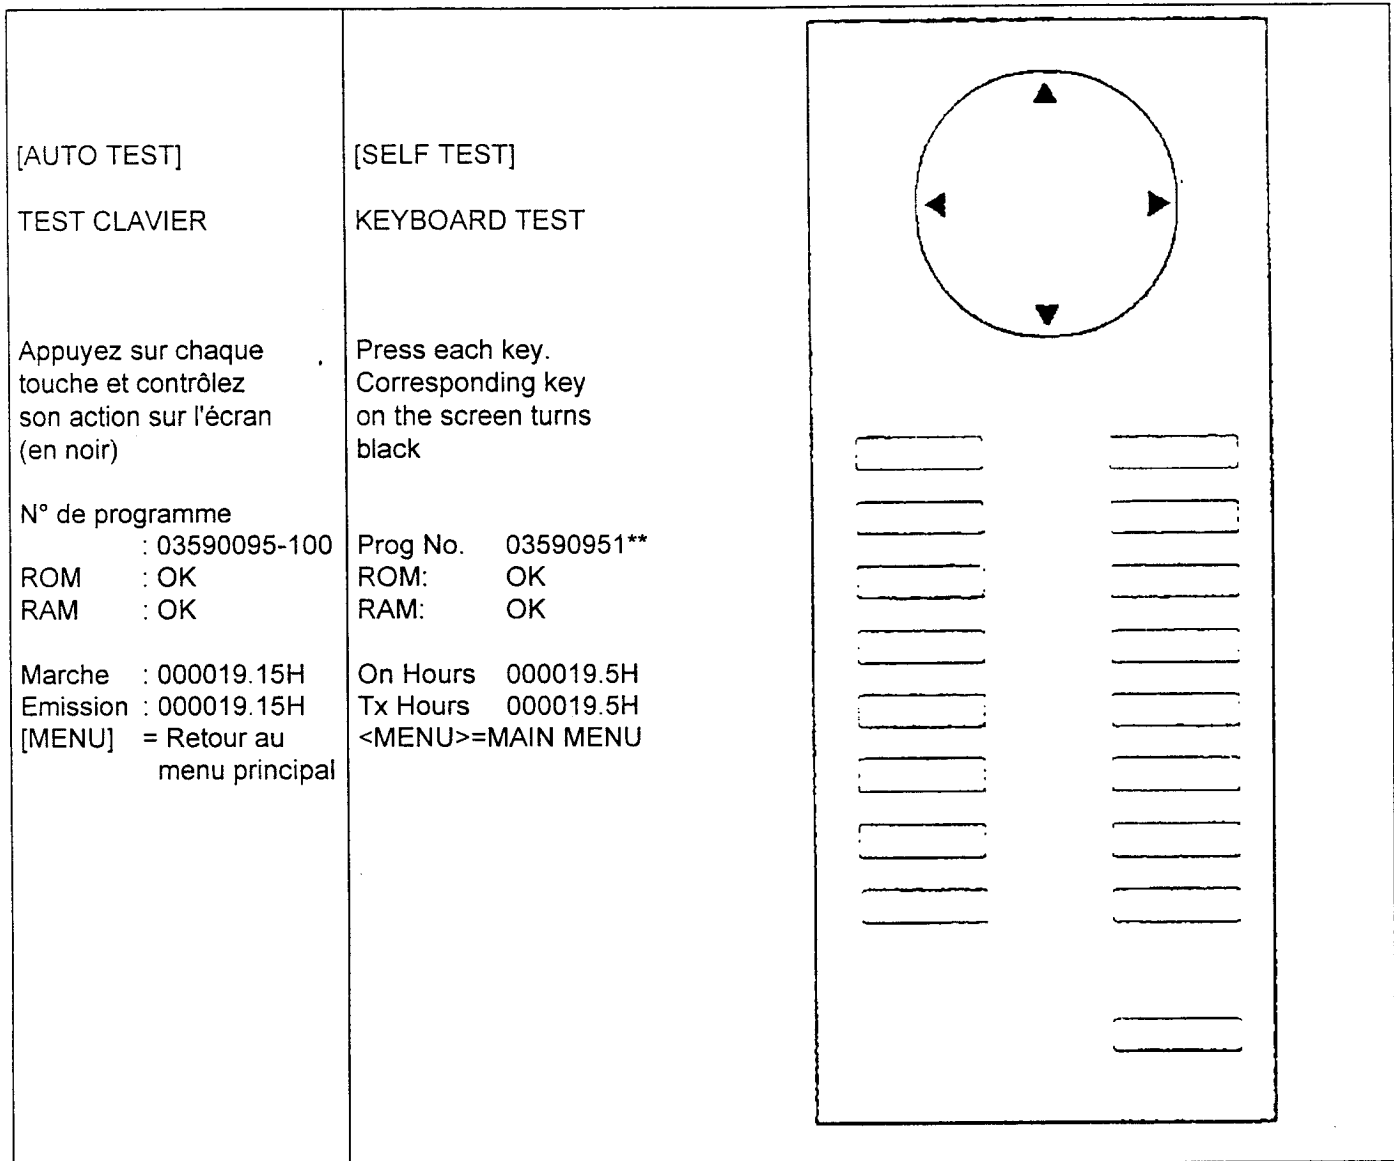 [AUTO TEST]
TEST CLAVIER
Appuyez sur chaque
touche et contrôlez
son action sur l'écran
(en noir)
N° de programme
: 03590095-100
ROM : OK
RAM : OK
Marche : 000019.15H
Emission : 000019.15H
[MENU] = Retour au
menu principal
[SELF TEST]
KEYBOARD TEST
Press each key.
Corresponding key
on the screen turns
black
Prog No. 03590951**
ROM: OK
RAM: OK
On Hours 000019.5H
Tx Hours 000019.5H
<MENU>=MAIN MENU